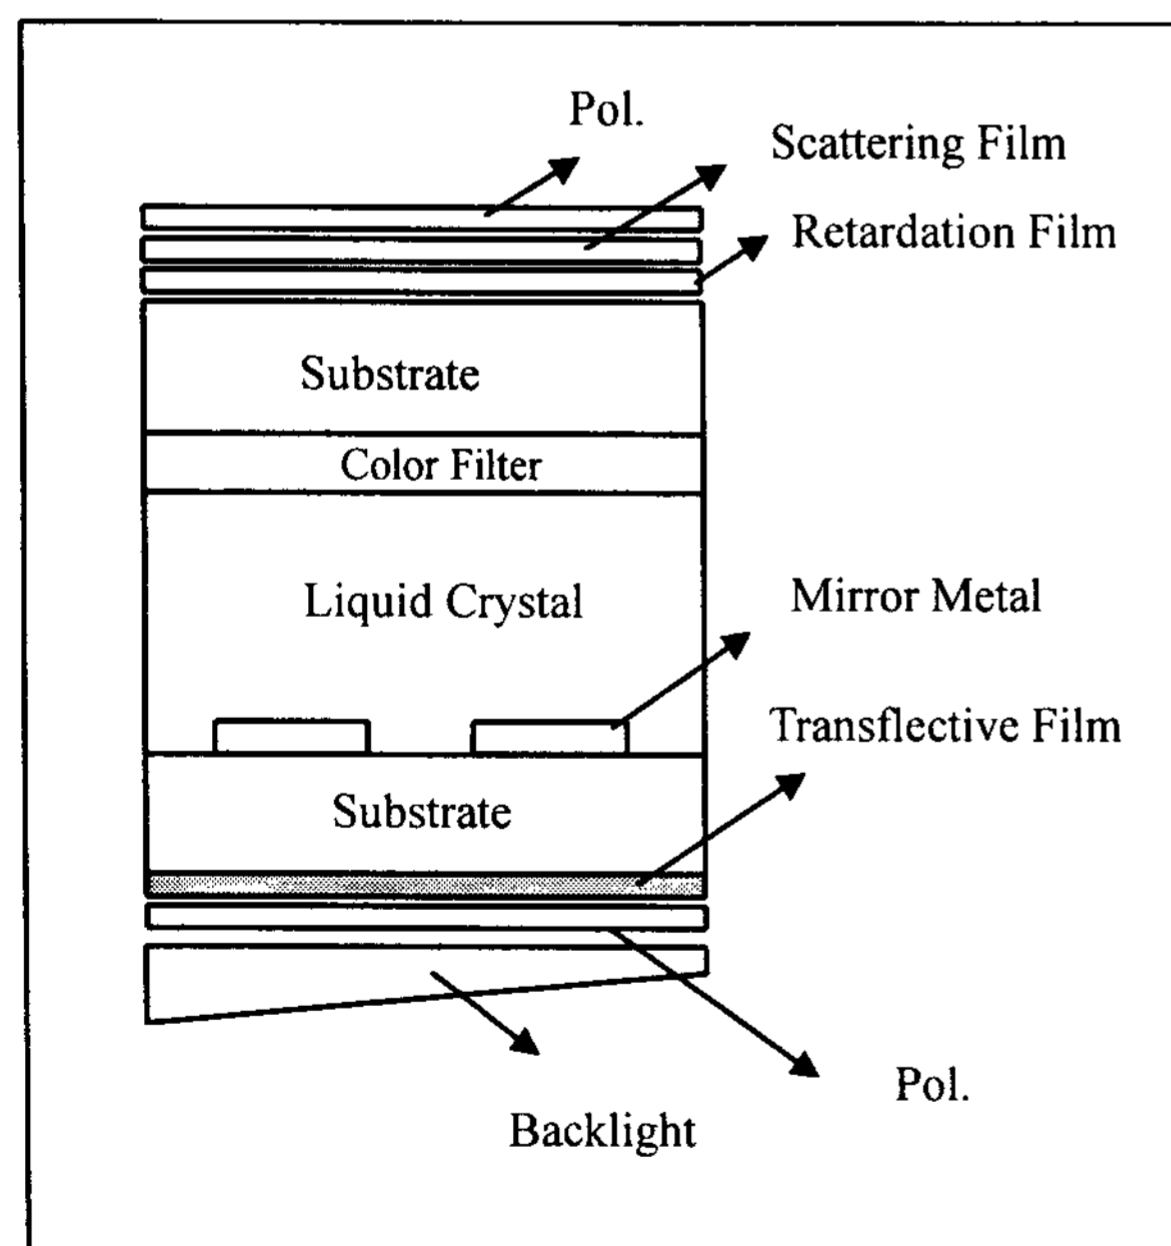 Pol.
Scattering Film
Retardation Film
Substrate
Color Filter
Liquid Crystal
Mirror Metal
Transflective Film
Substrate
Pol.
Backlight